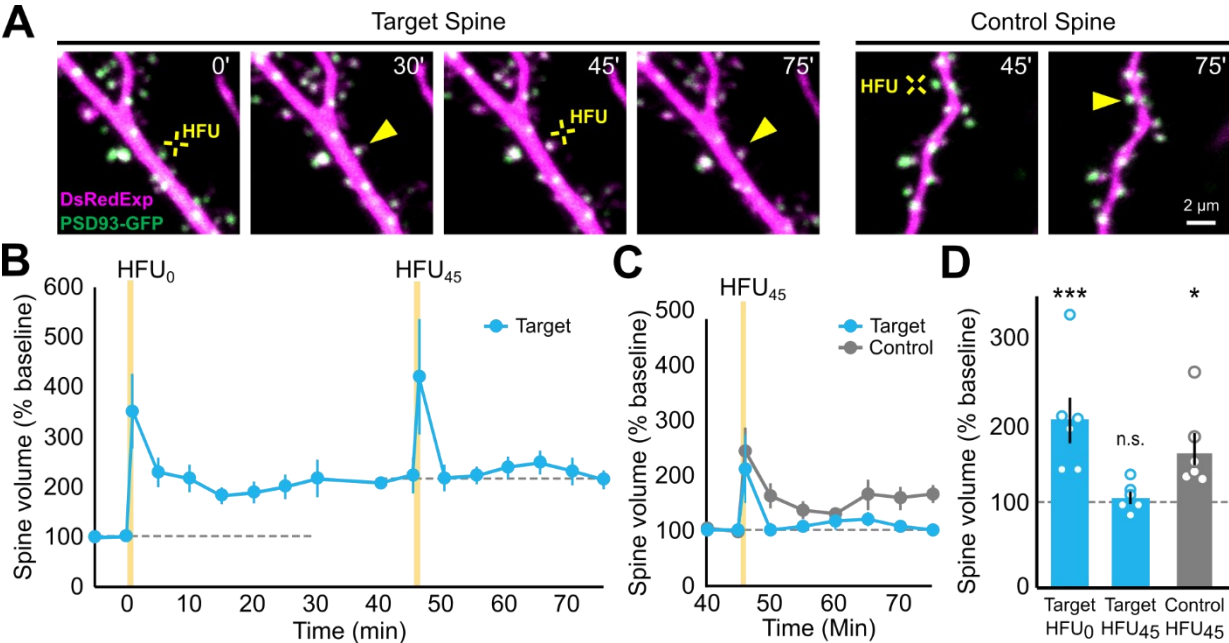 A
Target Spine
Control Spine
0'
30'
45'
75'
45'
75'
HFU
HFU
HFU
DsRedExp
PSD93-GFP
2 µm
B
HFU0
HFU45
Target
Spine volume (% baseline)
600
500
400
300
200
100
0
0 10 20 30 40 50 60 70
Time (min)
C
HFU45
Target
Control
Spine volume (% baseline)
500
400
300
200
100
0
40 50 60 70
Time (Min)
D
***
*
n.s.
Spine volume (% baseline)
300
200
100
0
Target Target Control
HFU0 HFU45 HFU45